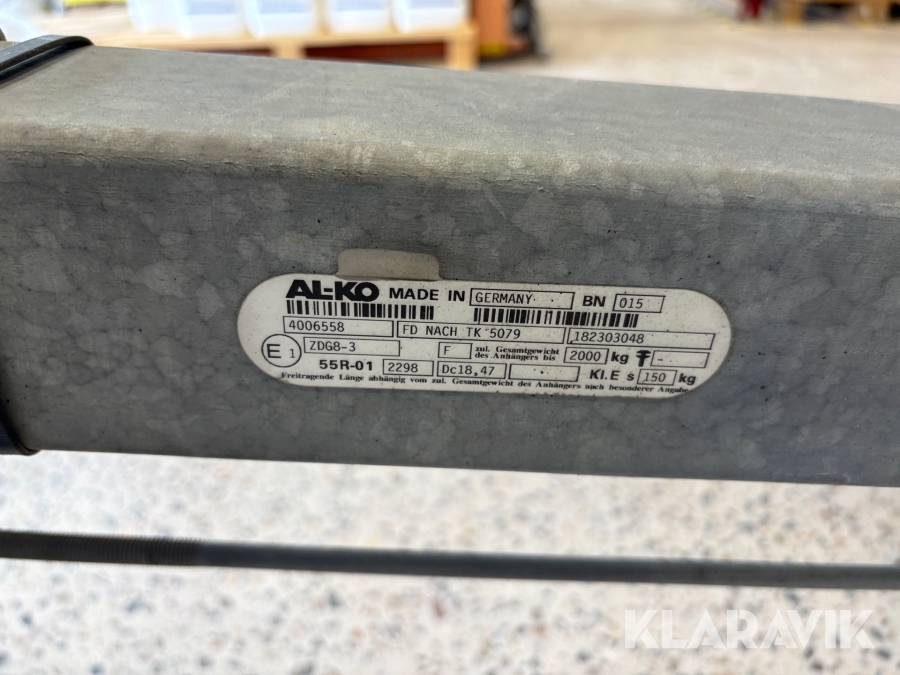 AL-KO MADE IN GERMANY BN 015
4006558 FD NACH TK 5079 182303048
E 1 ZDG8-3 F zul. Gesamtgewicht des Anhängers bis 2000 kg -
55R-01 2298 Dc18,47 Kl.E s 150 kg
Freitragende Länge abhängig vom zul. Gesamtgewicht des Anhängers nach besonderer Angabe
KLARAVIK